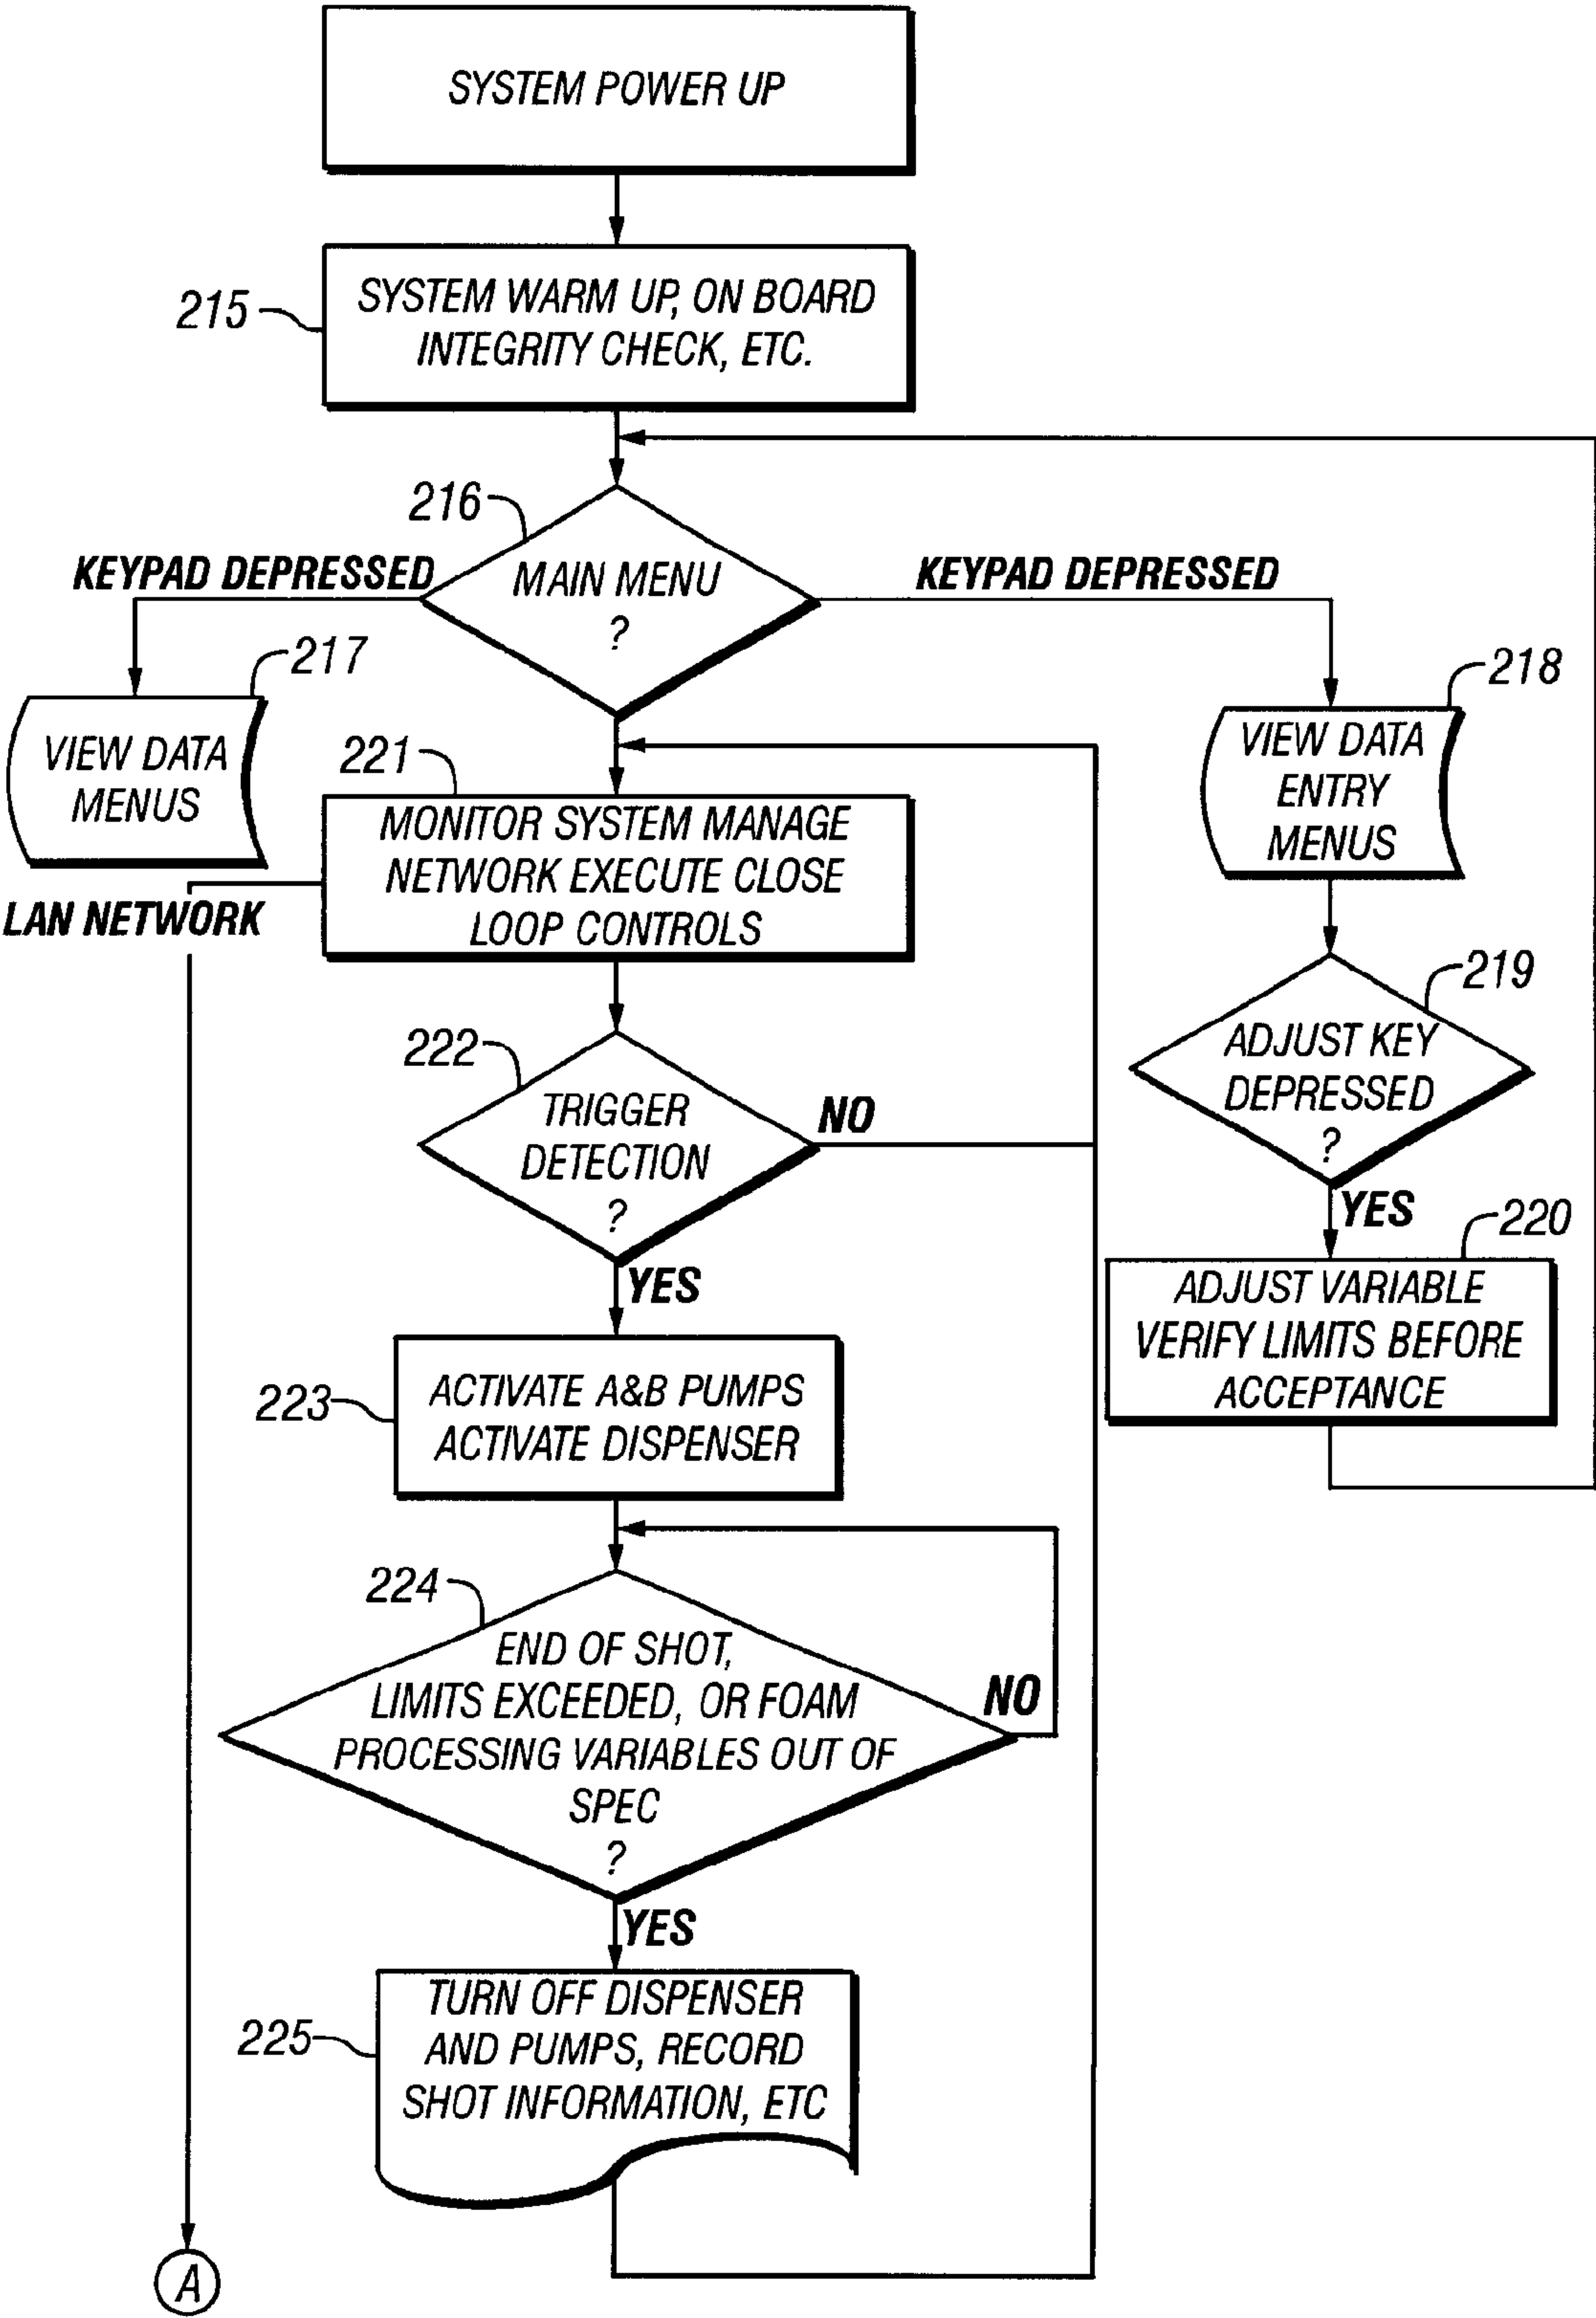 SYSTEM POWER UP
215
SYSTEM WARM UP, ON BOARD
INTEGRITY CHECK, ETC.
216
KEYPAD DEPRESSED
MAIN MENU
?
KEYPAD DEPRESSED
217
VIEW DATA
MENUS
218
VIEW DATA
ENTRY
MENUS
221
MONITOR SYSTEM MANAGE
NETWORK EXECUTE CLOSE
LOOP CONTROLS
LAN NETWORK
219
ADJUST KEY
DEPRESSED
?
YES
222
TRIGGER
DETECTION
?
NO
YES
220
ADJUST VARIABLE
VERIFY LIMITS BEFORE
ACCEPTANCE
223
ACTIVATE A&B PUMPS
ACTIVATE DISPENSER
224
END OF SHOT,
LIMITS EXCEEDED, OR FOAM
PROCESSING VARIABLES OUT OF
SPEC
?
NO
YES
225
TURN OFF DISPENSER
AND PUMPS, RECORD
SHOT INFORMATION, ETC
A